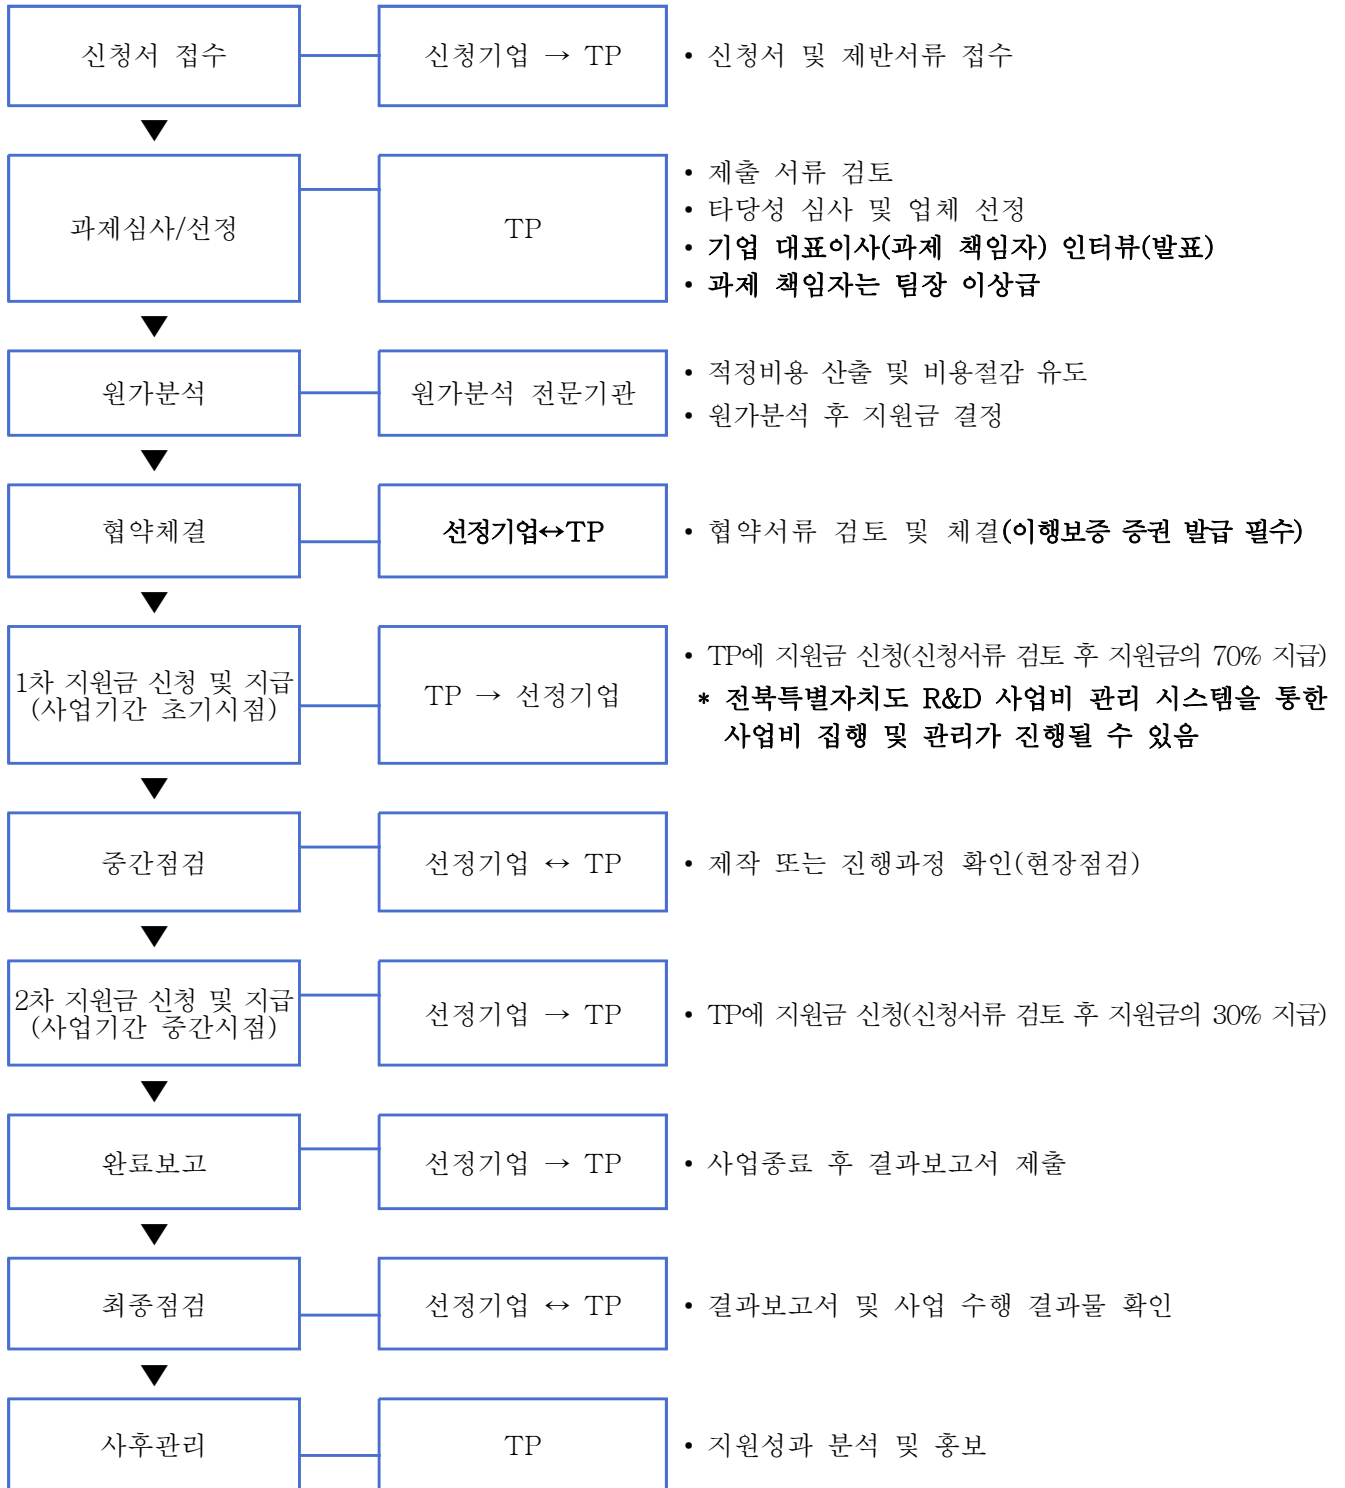 신청서 접수
신청기업 → TP
• 신청서 및 제반서류 접수
▼
과제심사/선정
TP
• 제출 서류 검토
• 타당성 심사 및 업체 선정
• 기업 대표이사(과제 책임자) 인터뷰(발표)
• 과제 책임자는 팀장 이상급
▼
원가분석
원가분석 전문기관
• 적정비용 산출 및 비용절감 유도
• 원가분석 후 지원금 결정
▼
협약체결
선정기업↔TP
• 협약서류 검토 및 체결(이행보증 증권 발급 필수)
▼
1차 지원금 신청 및 지급
(사업기간 초기시점)
TP → 선정기업
• TP에 지원금 신청(신청서류 검토 후 지원금의 70% 지급)
* 전북특별자치도 R&D 사업비 관리 시스템을 통한
사업비 집행 및 관리가 진행될 수 있음
▼
중간점검
선정기업 ↔ TP
• 제작 또는 진행과정 확인(현장점검)
▼
2차 지원금 신청 및 지급
(사업기간 중간시점)
선정기업 → TP
• TP에 지원금 신청(신청서류 검토 후 지원금의 30% 지급)
▼
완료보고
선정기업 → TP
• 사업종료 후 결과보고서 제출
▼
최종점검
선정기업 ↔ TP
• 결과보고서 및 사업 수행 결과물 확인
▼
사후관리
TP
• 지원성과 분석 및 홍보